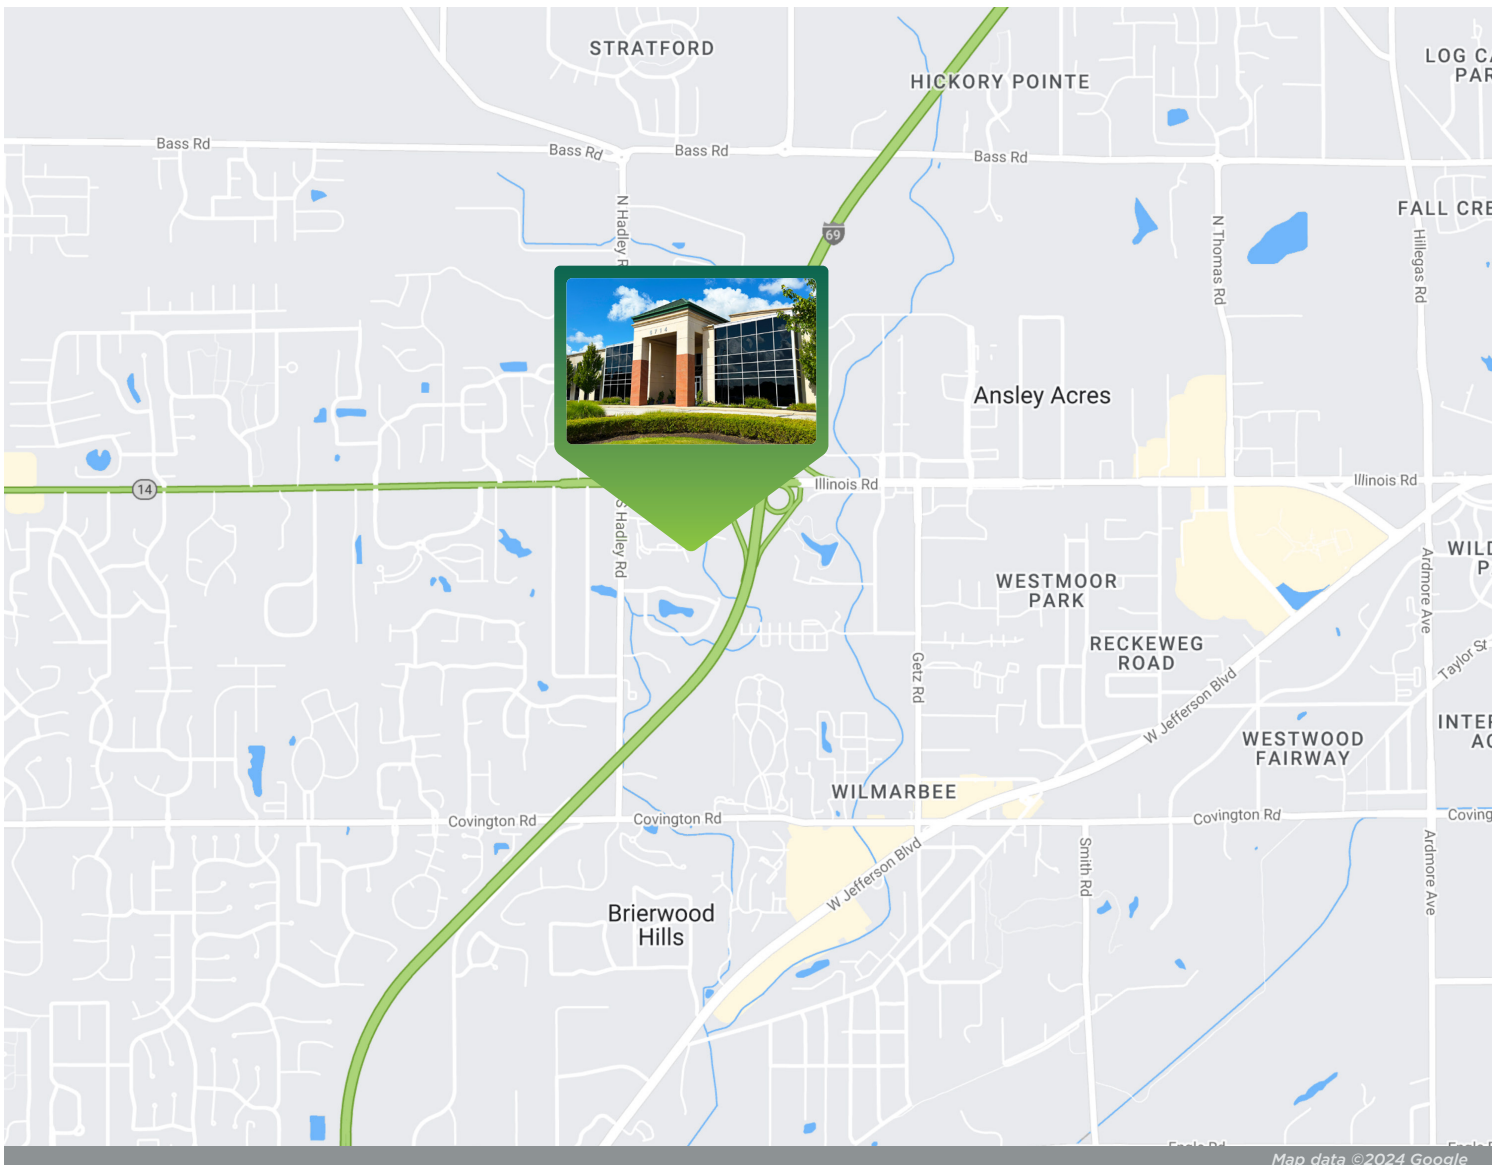 STRATFORD
HICKORY POINTE
LOG CA
PAR
Bass Rd
Bass Rd
Bass Rd
Bass Rd
N Hadley R
69
N Thomas Rd
FALL CRE
Hillegas Rd
Ansley Acres
14
Illinois Rd
Illinois Rd
S Hadley Rd
WESTMOOR
PARK
WILD
P
Ardmore Ave
RECKEWEG
ROAD
Taylor St
Getz Rd
W Jefferson Blvd
WESTWOOD
FAIRWAY
INTER
AC
WILMARBEE
Covington Rd
Covington Rd
Covington Rd
Coving
W Jefferson Blvd
Smith Rd
Ardmore Ave
Brierwood
Hills
Map data ©2024 Google